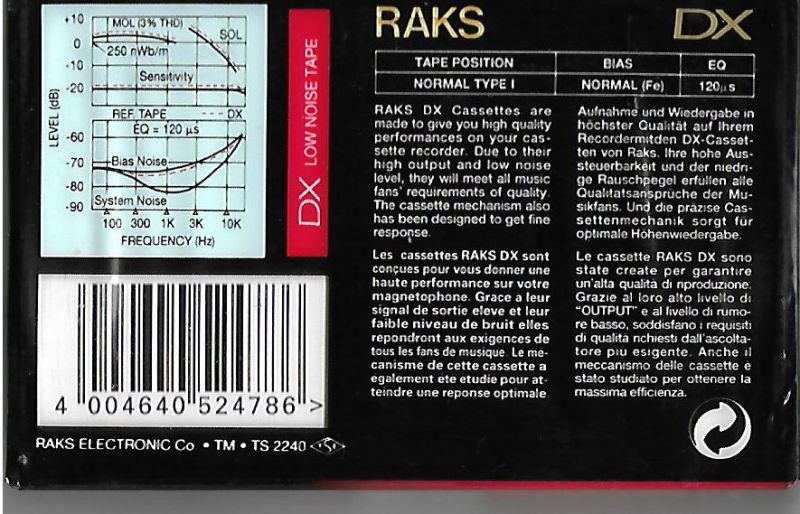 RAKS DX
TAPE POSITION BIAS EQ
NORMAL TYPE I NORMAL (Fe) 120µs
RAKS DX Cassettes are
made to give you high quality
performances on your cas-
sette recorder. Due to their
high output and low noise
level, they will meet all music
fans' requirements of quality.
The cassette mechanism also
has been designed to get fine
response.
Aufnahme und Wiedergabe in
höchster Qualität auf Ihrem
Recordermitden DX-Casset-
ten von Raks. Ihre hohe Aus-
steuerbarkeit und der niedri-
ge Rauschpegel erfüllen alle
Qualitatsanspruche der Mu-
sikfans. Und die präzise Cas-
settenmechanik sorgt für
optimale Höhenwiedergabe.
Les cassettes RAKS DX sont
conçues pour vous donner une
haute performance sur votre
magnetophone. Grace a leur
signal de sortie eleve et leur
faible niveau de bruit elles
repondront aux exigences de
tous les fans de musique. Le me-
canisme de cette cassette a
egalement ete etudie pour at-
teindre une reponse optimale.
Le cassette RAKS DX sono
state create per garantire
un'alta qualità di riproduzione.
Grazie al loro alto livello di
"OUTPUT" e al livello di rumo-
re basso, soddisfano i requisiti
di qualità richiesti dall'ascolta-
tore più esigente. Anche il
meccanismo delle cassette è
stato studiato per ottenere la
massima efficienza.
DX LOW NOISE TAPE
LEVEL (dB)
+10
0
-10
-20
-60
-70
-80
-90
MOL (3% THD)
SOL
250 nWb/m
Sensitivity
REF. TAPE --- DX
EQ = 120 µs
Bias Noise
System Noise
100 300 1K 3K 10K
FREQUENCY (Hz)
4 004640 524786 >
RAKS ELECTRONIC Co • TM • TS 2240 TSE